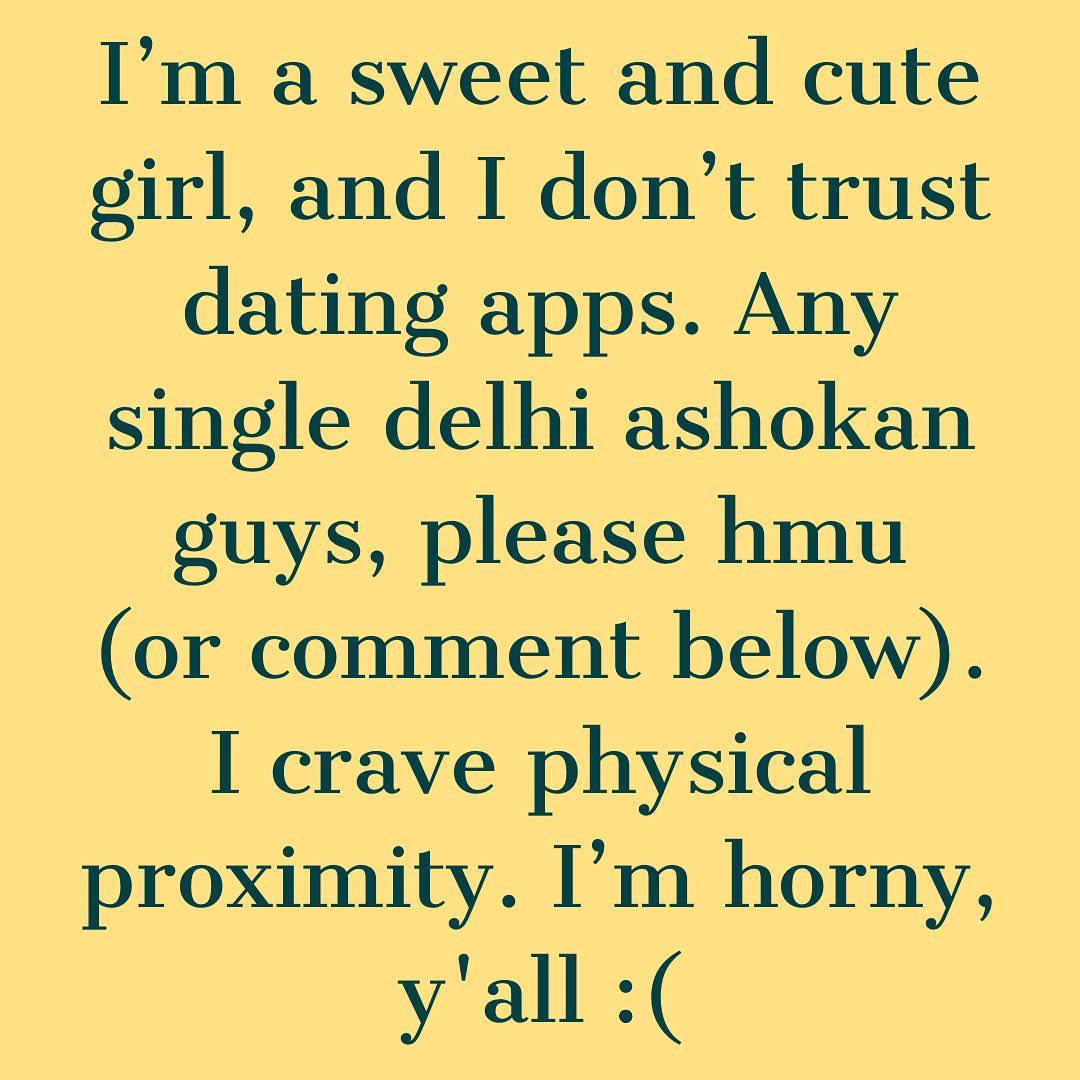 I’m a sweet and cute
girl, and I don’t trust
dating apps. Any
single delhi ashokan
guys, please hmu
(or comment below).
I crave physical
proximity. I’m horny,
y'all :(